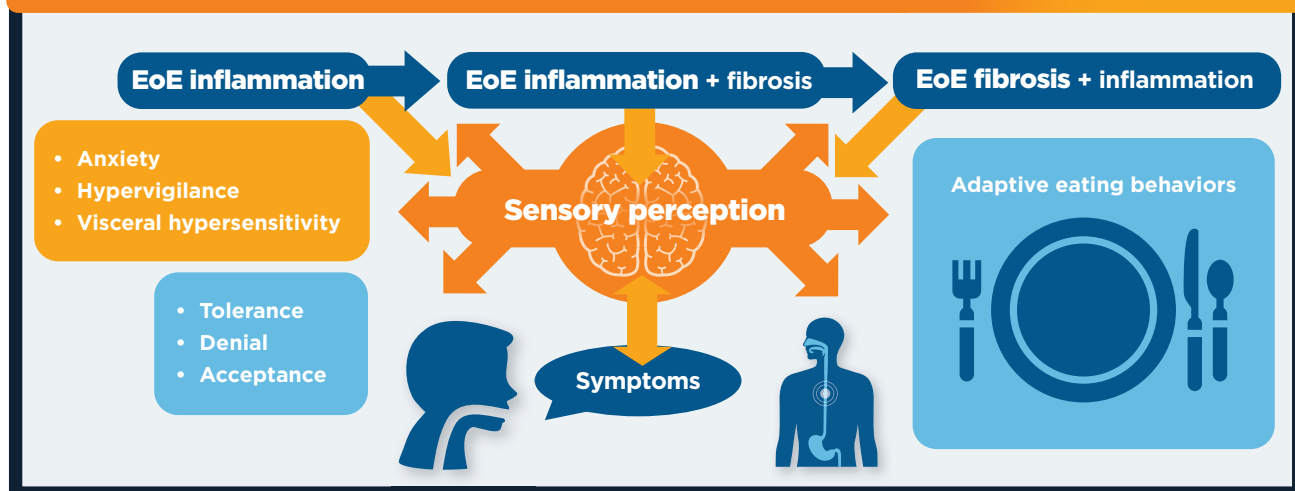 EoE inflammation
EoE inflammation + fibrosis
EoE fibrosis + inflammation
• Anxiety
• Hypervigilance
• Visceral hypersensitivity
Sensory perception
Adaptive eating behaviors
• Tolerance
• Denial
• Acceptance
Symptoms